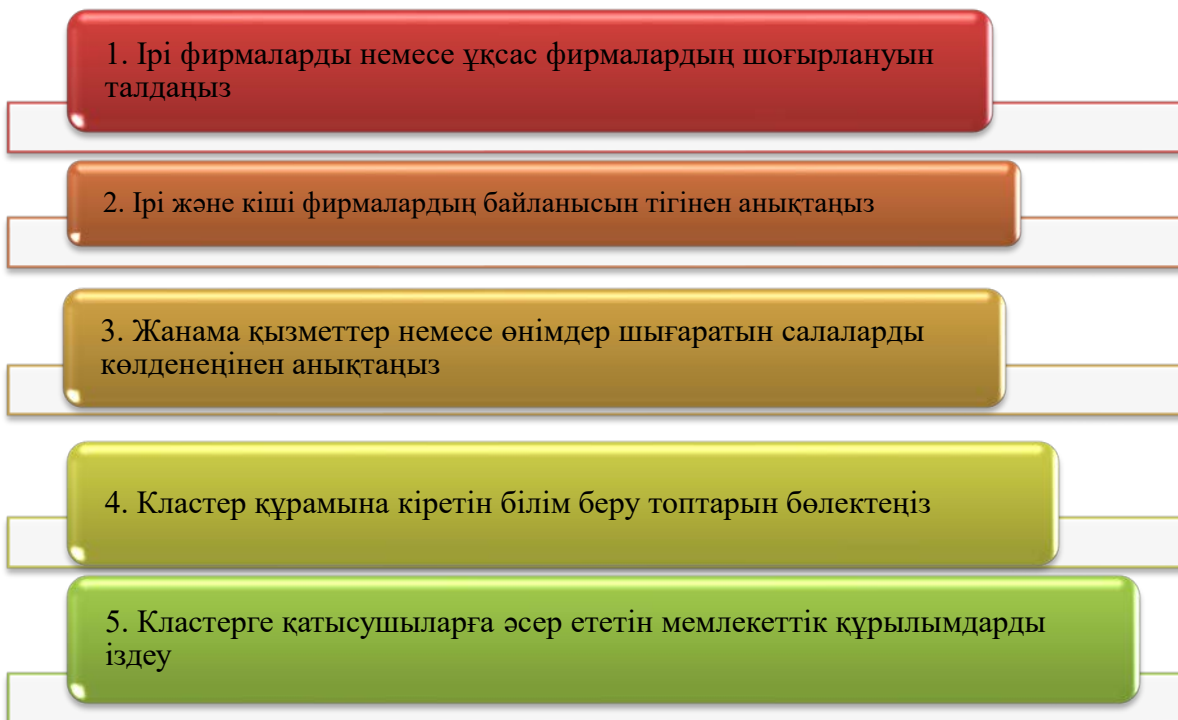 1. Ірі фирмаларды немесе ұқсас фирмалардың шоғырлануын
талдаңыз
2. Ірі және кіші фирмалардың байланысын тігінен анықтаңыз
3. Жанама қызметтер немесе өнімдер шығаратын салаларды
көлденеңінен анықтаңыз
4. Кластер құрамына кіретін білім беру топтарын бөлектеңіз
5. Кластерге қатысушыларға әсер ететін мемлекеттік құрылымдарды
іздеу